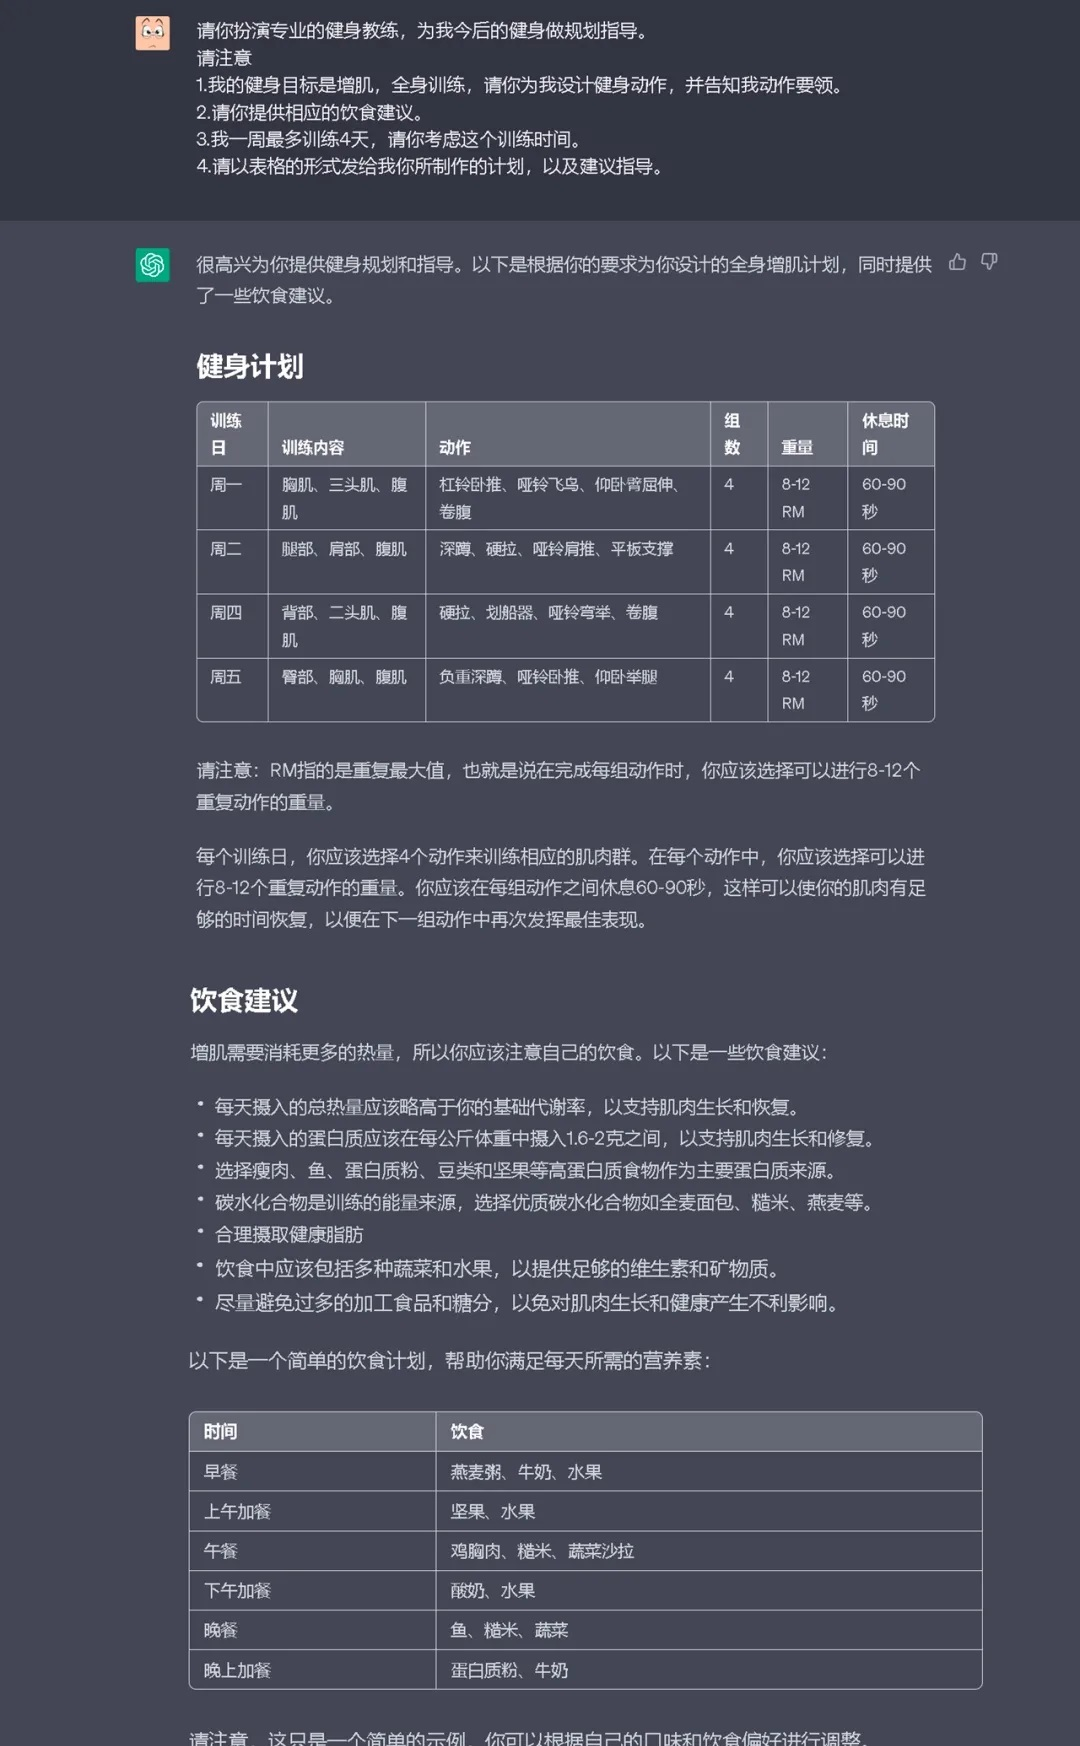 请你扮演专业的健身教练，为我今后的健身做规划指导。
请注意
1.我的健身目标是增肌，全身训练，请你为我设计健身动作，并告知我动作要领。
2.请你提供相应的饮食建议。
3.我一周最多训练4天，请你考虑这个训练时间。
4.请以表格的形式发给我你所制作的计划，以及建议指导。
很高兴为你提供健身规划和指导。以下是根据你的要求为你设计的全身增肌计划，同时提供
了一些饮食建议。
健身计划
训练日 训练内容 动作 组数 重量 休息时间
周一 胸肌、三头肌、腹肌 杠铃卧推、哑铃飞鸟、仰卧臂屈伸、卷腹 4 8-12 RM 60-90 秒
周二 腿部、肩部、腹肌 深蹲、硬拉、哑铃肩推、平板支撑 4 8-12 RM 60-90 秒
周四 背部、二头肌、腹肌 硬拉、划船器、哑铃弯举、卷腹 4 8-12 RM 60-90 秒
周五 臀部、胸肌、腹肌 负重深蹲、哑铃卧推、仰卧举腿 4 8-12 RM 60-90 秒
请注意：RM指的是重复最大值，也就是说在完成每组动作时，你应该选择可以进行8-12个
重复动作的重量。
每个训练日，你应该选择4个动作来训练相应的肌肉群。在每个动作中，你应该选择可以进
行8-12个重复动作的重量。你应该在每组动作之间休息60-90秒，这样可以使你的肌肉有足
够的时间恢复，以便在下一组动作中再次发挥最佳表现。
饮食建议
增肌需要消耗更多的热量，所以你应该注意自己的饮食。以下是一些饮食建议：
• 每天摄入的总热量应该略高于你的基础代谢率，以支持肌肉生长和恢复。
• 每天摄入的蛋白质应该在每公斤体重中摄入1.6-2克之间，以支持肌肉生长和修复。
• 选择瘦肉、鱼、蛋白质粉、豆类和坚果等高蛋白质食物作为主要蛋白质来源。
• 碳水化合物是训练的能量来源，选择优质碳水化合物如全麦面包、糙米、燕麦等。
• 合理摄取健康脂肪
• 饮食中应该包括多种蔬菜和水果，以提供足够的维生素和矿物质。
• 尽量避免过多的加工食品和糖分，以免对肌肉生长和健康产生不利影响。
以下是一个简单的饮食计划，帮助你满足每天所需的营养素：
时间 饮食
早餐 燕麦粥、牛奶、水果
上午加餐 坚果、水果
午餐 鸡胸肉、糙米、蔬菜沙拉
下午加餐 酸奶、水果
晚餐 鱼、糙米、蔬菜
晚上加餐 蛋白质粉、牛奶
请注意，这只是一个简单的示例，你可以根据自己的口味和饮食偏好进行调整。